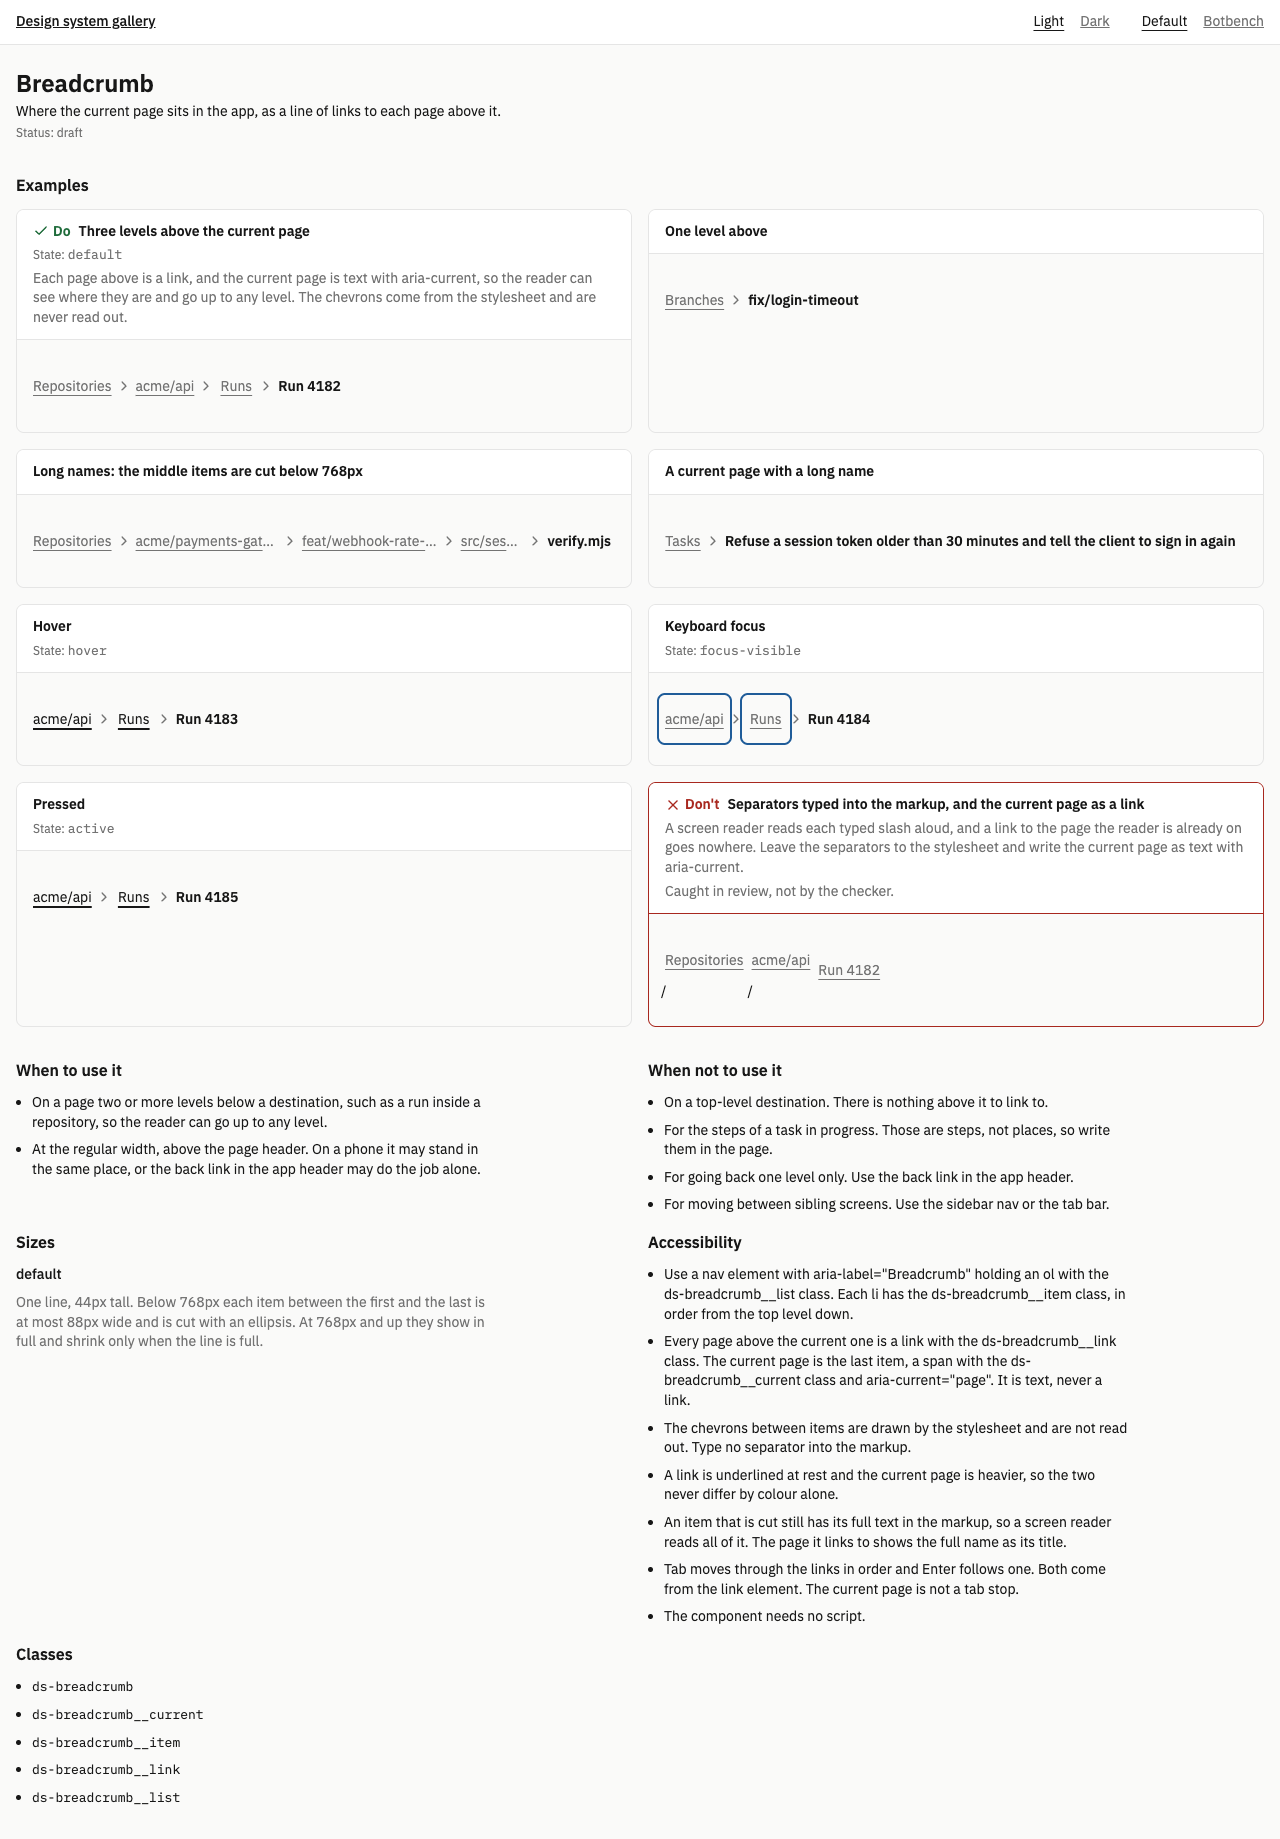 Design system gallery
Light Dark Default Botbench
Breadcrumb
Where the current page sits in the app, as a line of links to each page above it.
Status: draft
Examples
Do Three levels above the current page
State: default
Each page above is a link, and the current page is text with aria-current, so the reader can
see where they are and go up to any level. The chevrons come from the stylesheet and are
never read out.
Repositories acme/api Runs Run 4182
One level above
Branches fix/login-timeout
Long names: the middle items are cut below 768px
Repositories acme/payments-gat... feat/webhook-rate-... src/ses... verify.mjs
A current page with a long name
Tasks Refuse a session token older than 30 minutes and tell the client to sign in again
Hover
State: hover
acme/api Runs Run 4183
Keyboard focus
State: focus-visible
acme/api Runs Run 4184
Pressed
State: active
acme/api Runs Run 4185
Don't Separators typed into the markup, and the current page as a link
A screen reader reads each typed slash aloud, and a link to the page the reader is already on
goes nowhere. Leave the separators to the stylesheet and write the current page as text with
aria-current.
Caught in review, not by the checker.
Repositories acme/api Run 4182
/ /
When to use it
On a page two or more levels below a destination, such as a run inside a
repository, so the reader can go up to any level.
At the regular width, above the page header. On a phone it may stand in
the same place, or the back link in the app header may do the job alone.
When not to use it
On a top-level destination. There is nothing above it to link to.
For the steps of a task in progress. Those are steps, not places, so write
them in the page.
For going back one level only. Use the back link in the app header.
For moving between sibling screens. Use the sidebar nav or the tab bar.
Sizes
default
One line, 44px tall. Below 768px each item between the first and the last is
at most 88px wide and is cut with an ellipsis. At 768px and up they show in
full and shrink only when the line is full.
Accessibility
Use a nav element with aria-label="Breadcrumb" holding an ol with the
ds-breadcrumb__list class. Each li has the ds-breadcrumb__item class, in
order from the top level down.
Every page above the current one is a link with the ds-breadcrumb__link
class. The current page is the last item, a span with the ds-
breadcrumb__current class and aria-current="page". It is text, never a
link.
The chevrons between items are drawn by the stylesheet and are not read
out. Type no separator into the markup.
A link is underlined at rest and the current page is heavier, so the two
never differ by colour alone.
An item that is cut still has its full text in the markup, so a screen reader
reads all of it. The page it links to shows the full name as its title.
Tab moves through the links in order and Enter follows one. Both come
from the link element. The current page is not a tab stop.
The component needs no script.
Classes
ds-breadcrumb
ds-breadcrumb__current
ds-breadcrumb__item
ds-breadcrumb__link
ds-breadcrumb__list